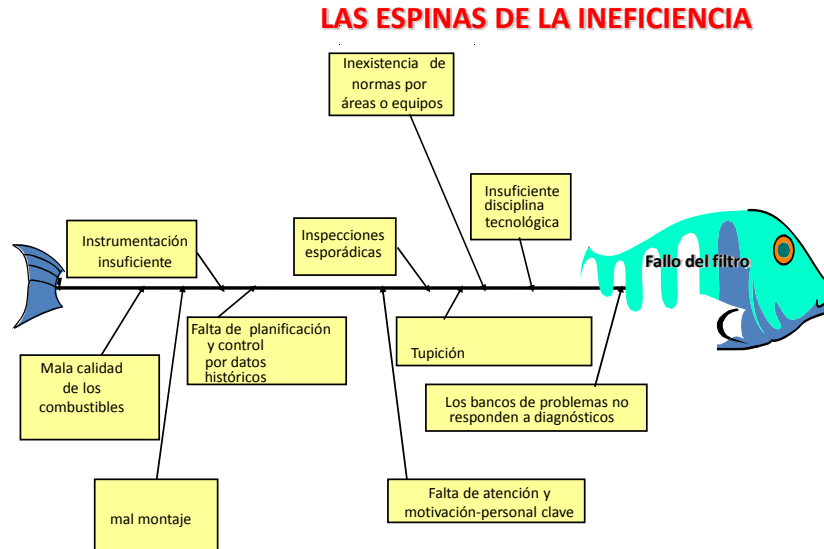 LAS ESPINAS DE LA INEFICIENCIA
Inexistencia de
normas por
áreas o equipos
Insuficiente
disciplina
tecnológica
Instrumentación
insuficiente
Inspecciones
esporádicas
Fallo del filtro
Falta de planificación
y control
por datos
históricos
Tupición
Mala calidad
de los
combustibles
Los bancos de problemas no
responden a diagnósticos
mal montaje
Falta de atención y
motivación-personal clave